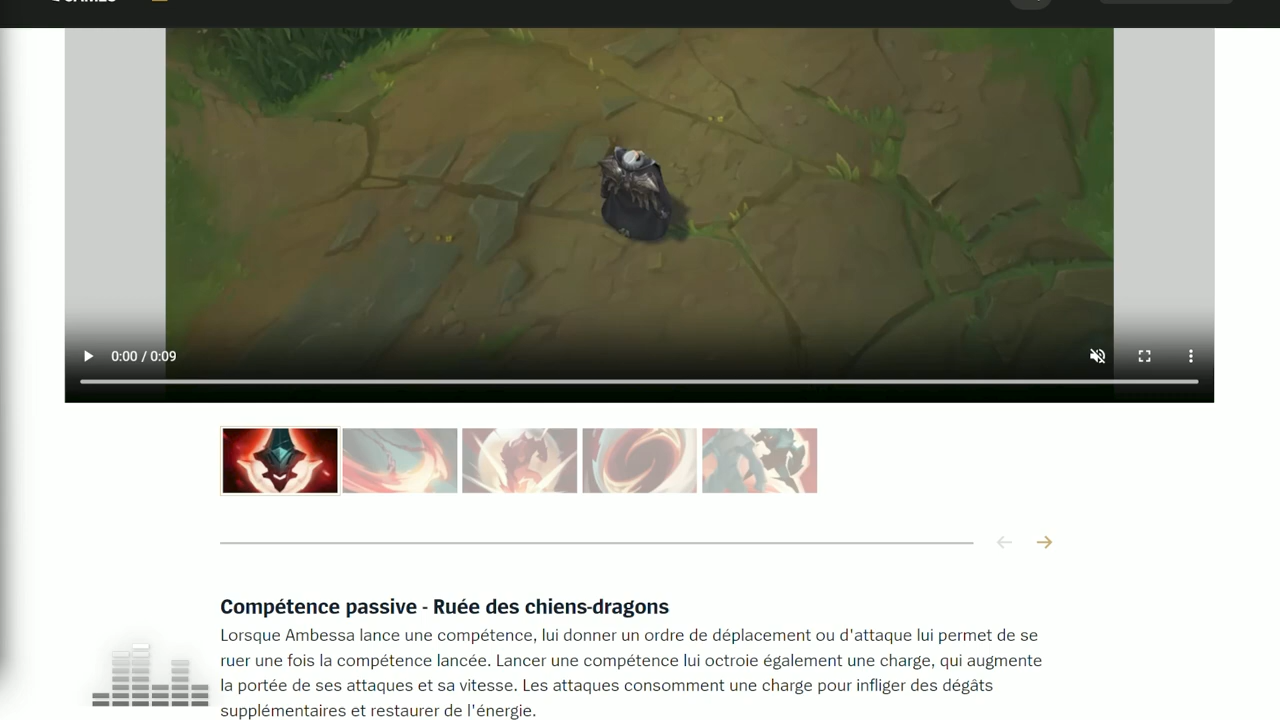 0:00 / 0:09
Compétence passive - Ruée des chiens-dragons
Lorsque Ambessa lance une compétence, lui donner un ordre de déplacement ou d'attaque lui permet de se
ruer une fois la compétence lancée. Lancer une compétence lui octroie également une charge, qui augmente
la portée de ses attaques et sa vitesse. Les attaques consomment une charge pour infliger des dégâts
supplémentaires et restaurer de l'énergie.